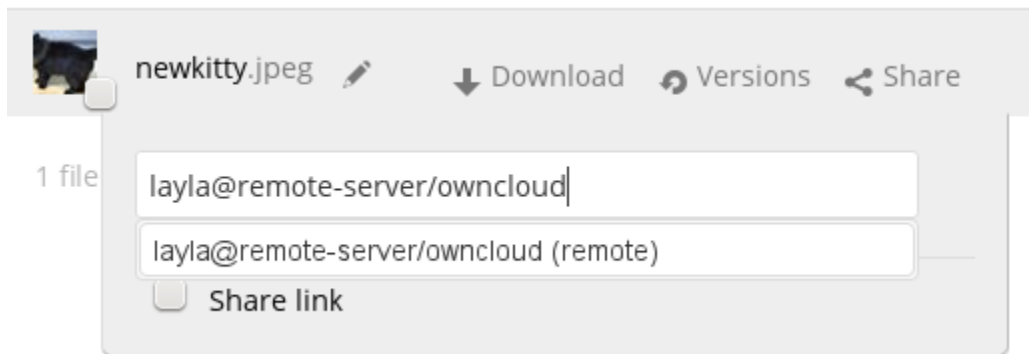 newkitty.jpeg Download Versions Share
1 file
layla@remote-server/owncloud
layla@remote-server/owncloud (remote)
Share link